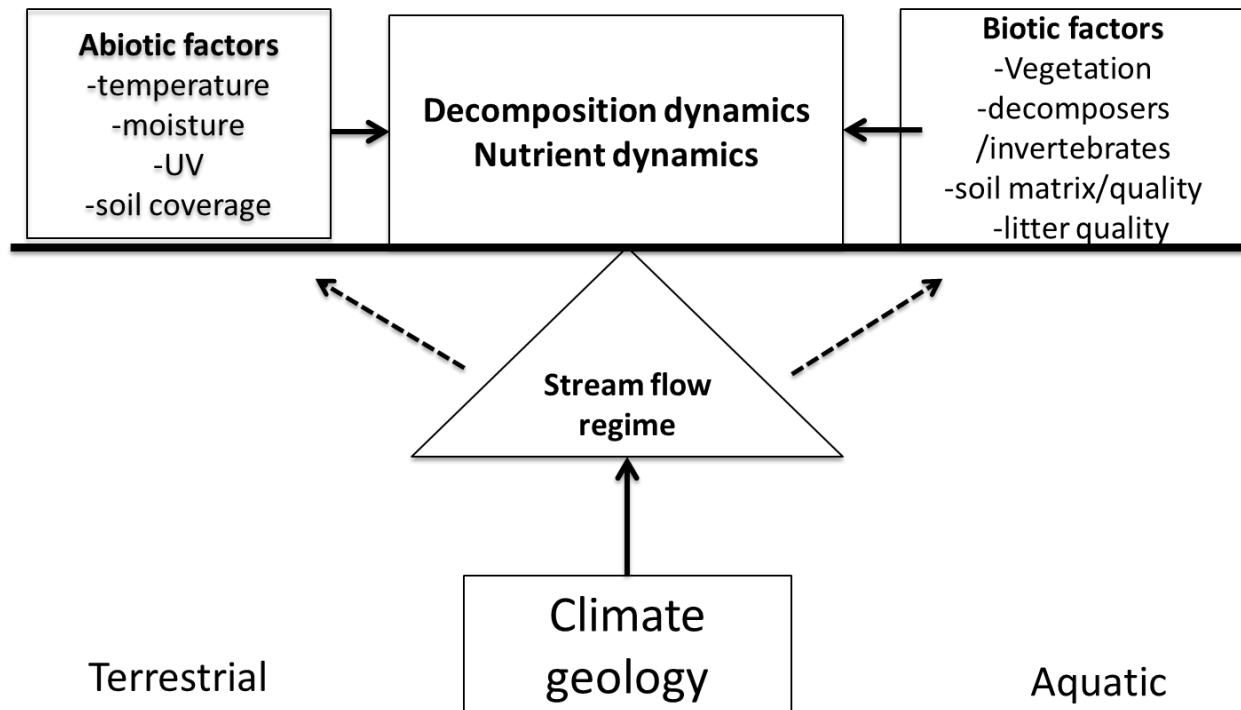 Abiotic factors
-temperature
-moisture
-UV
-soil coverage
Decomposition dynamics
Nutrient dynamics
Biotic factors
-Vegetation
-decomposers
/invertebrates
-soil matrix/quality
-litter quality
Stream flow
regime
Climate
geology
Terrestrial
Aquatic